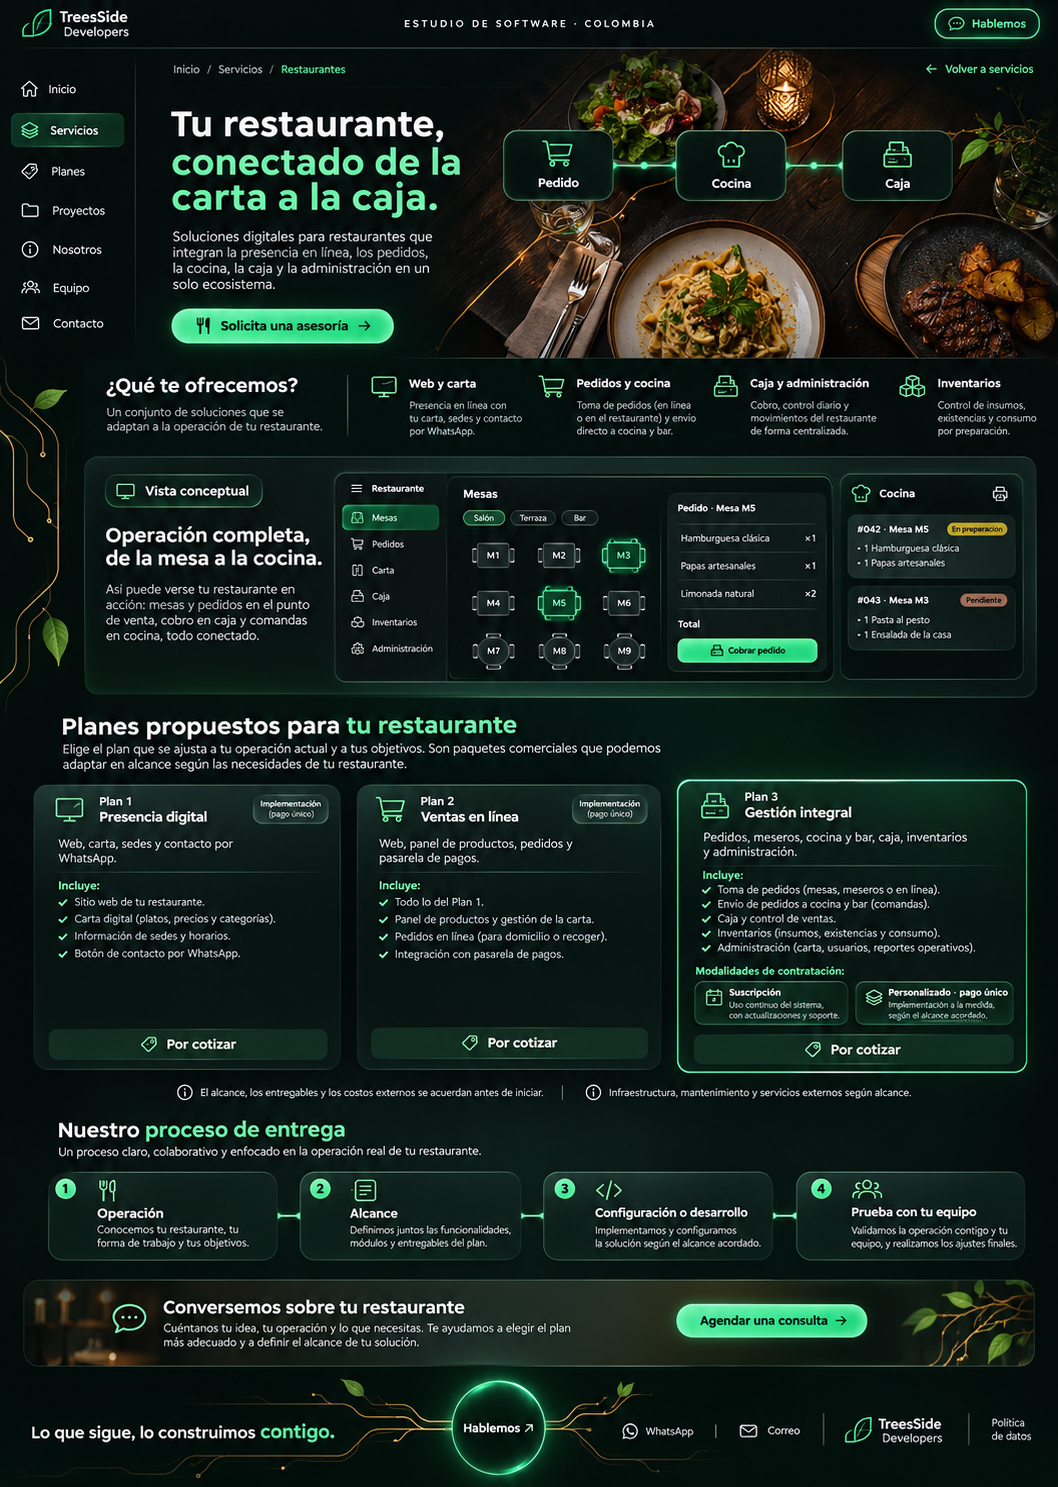 TreesSide
Developers
ESTUDIO DE SOFTWARE · COLOMBIA
Hablemos
Inicio
Servicios
Planes
Proyectos
Nosotros
Equipo
Contacto
Inicio / Servicios / Restaurantes
Volver a servicios
Tu restaurante,
conectado de la
carta a la caja.
Soluciones digitales para restaurantes que
integran la presencia en línea, los pedidos,
la cocina, la caja y la administración en un
solo ecosistema.
Solicita una asesoría
Pedido
Cocina
Caja
¿Qué te ofrecemos?
Un conjunto de soluciones que se
adaptan a la operación de tu restaurante.
Web y carta
Presencia en línea con
tu carta, sedes y contacto
por WhatsApp.
Pedidos y cocina
Toma de pedidos (en línea
o en el restaurante) y envío
directo a cocina y bar.
Caja y administración
Cobro, control diario y
movimientos del restaurante
de forma centralizada.
Inventarios
Control de insumos,
existencias y consumo
por preparación.
Vista conceptual
Operación completa,
de la mesa a la cocina.
Así puede verse tu restaurante en
acción: mesas y pedidos en el punto
de venta, cobro en caja y comandas
en cocina, todo conectado.
Restaurante
Mesas
Pedidos
Carta
Caja
Inventarios
Administración
Mesas
Salón
Terraza
Bar
M1
M2
M3
M4
M5
M6
M7
M8
M9
Pedido · Mesa M5
Hamburguesa clásica ×1
Papas artesanales ×1
Limonada natural ×2
Total
Cobrar pedido
Cocina
#042 · Mesa M5
En preparación
• 1 Hamburguesa clásica
• 1 Papas artesanales
#043 · Mesa M3
Pendiente
• 1 Pasta al pesto
• 1 Ensalada de la casa
Planes propuestos para tu restaurante
Elige el plan que se ajusta a tu operación actual y a tus objetivos. Son paquetes comerciales que podemos
adaptar en alcance según las necesidades de tu restaurante.
Plan 1
Presencia digital
Implementación
(pago único)
Web, carta, sedes y contacto por
WhatsApp.
Incluye:
Sitio web de tu restaurante.
Carta digital (platos, precios y categorías).
Información de sedes y horarios.
Botón de contacto por WhatsApp.
Por cotizar
Plan 2
Ventas en línea
Implementación
(pago único)
Web, panel de productos, pedidos y
pasarela de pagos.
Incluye:
Todo lo del Plan 1.
Panel de productos y gestión de la carta.
Pedidos en línea (para domicilio o recoger).
Integración con pasarela de pagos.
Por cotizar
Plan 3
Gestión integral
Pedidos, meseros, cocina y bar, caja, inventarios
y administración.
Incluye:
Toma de pedidos (mesas, meseros o en línea).
Envío de pedidos a cocina y bar (comandas).
Caja y control de ventas.
Inventarios (insumos, existencias y consumo).
Administración (carta, usuarios, reportes operativos).
Modalidades de contratación:
Suscripción
Uso continuo del sistema,
con actualizaciones y soporte.
Personalizado · pago único
Implementación a la medida,
según el alcance acordado.
Por cotizar
El alcance, los entregables y los costos externos se acuerdan antes de iniciar.
Infraestructura, mantenimiento y servicios externos según alcance.
Nuestro proceso de entrega
Un proceso claro, colaborativo y enfocado en la operación real de tu restaurante.
1
Operación
Conocemos tu restaurante, tu
forma de trabajo y tus objetivos.
2
Alcance
Definimos juntos las funcionalidades,
módulos y entregables del plan.
3
Configuración o desarrollo
Implementamos y configuramos
la solución según el alcance acordado.
4
Prueba con tu equipo
Validamos la operación contigo y tu
equipo, y realizamos los ajustes finales.
Conversemos sobre tu restaurante
Cuéntanos tu idea, tu operación y lo que necesitas. Te ayudamos a elegir el plan
más adecuado y a definir el alcance de tu solución.
Agendar una consulta
Lo que sigue, lo construimos contigo.
Hablemos
WhatsApp
Correo
TreesSide
Developers
Política
de datos